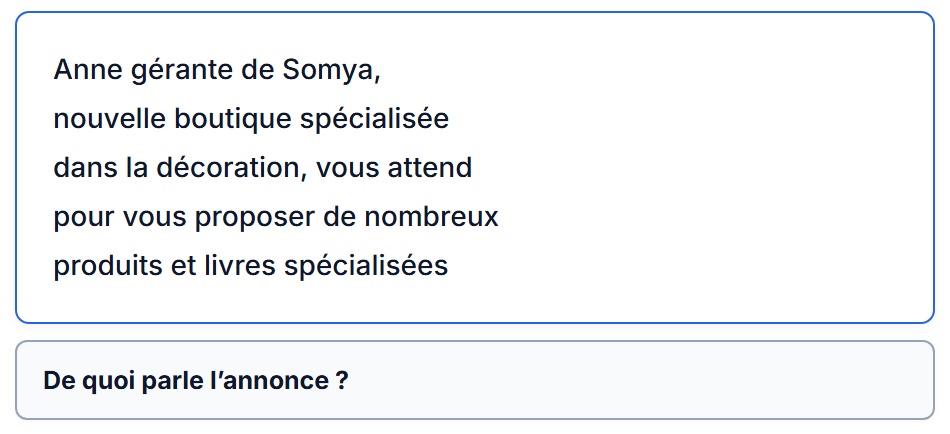 Anne gérante de Somya,
nouvelle boutique spécialisée
dans la décoration, vous attend
pour vous proposer de nombreux
produits et livres spécialisées
De quoi parle l’annonce ?